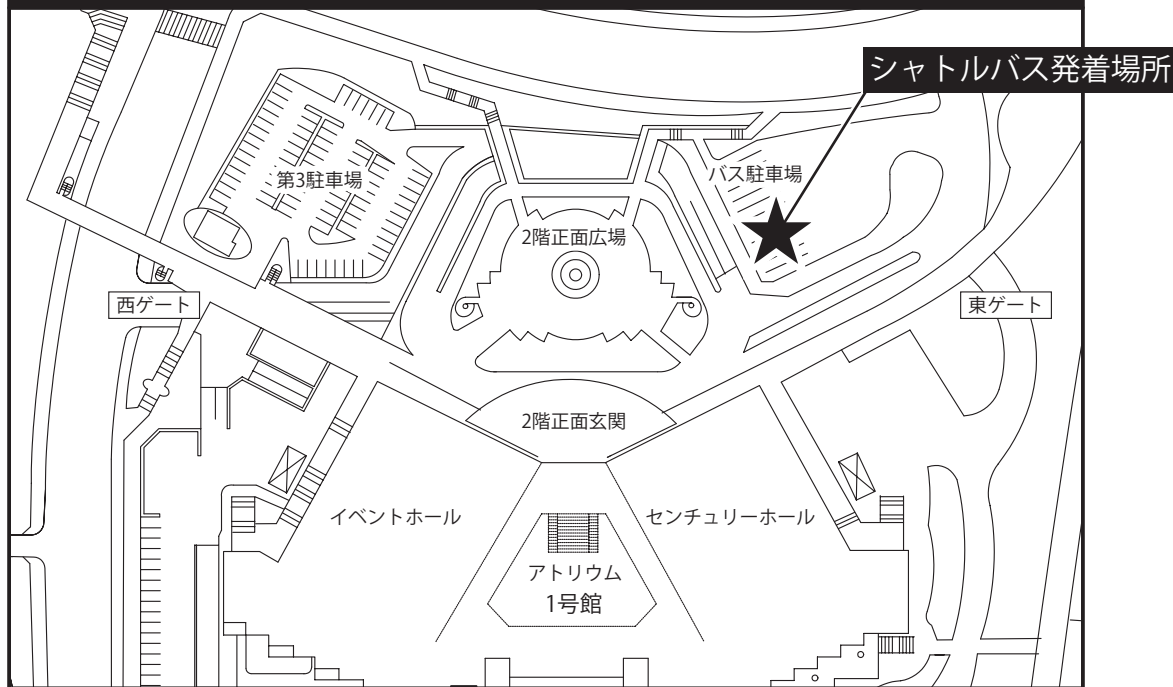 シャトルバス発着場所
第3駐車場
バス駐車場
2階正面広場
西ゲート
東ゲート
2階正面玄関
イベントホール
センチュリーホール
アトリウム
1号館